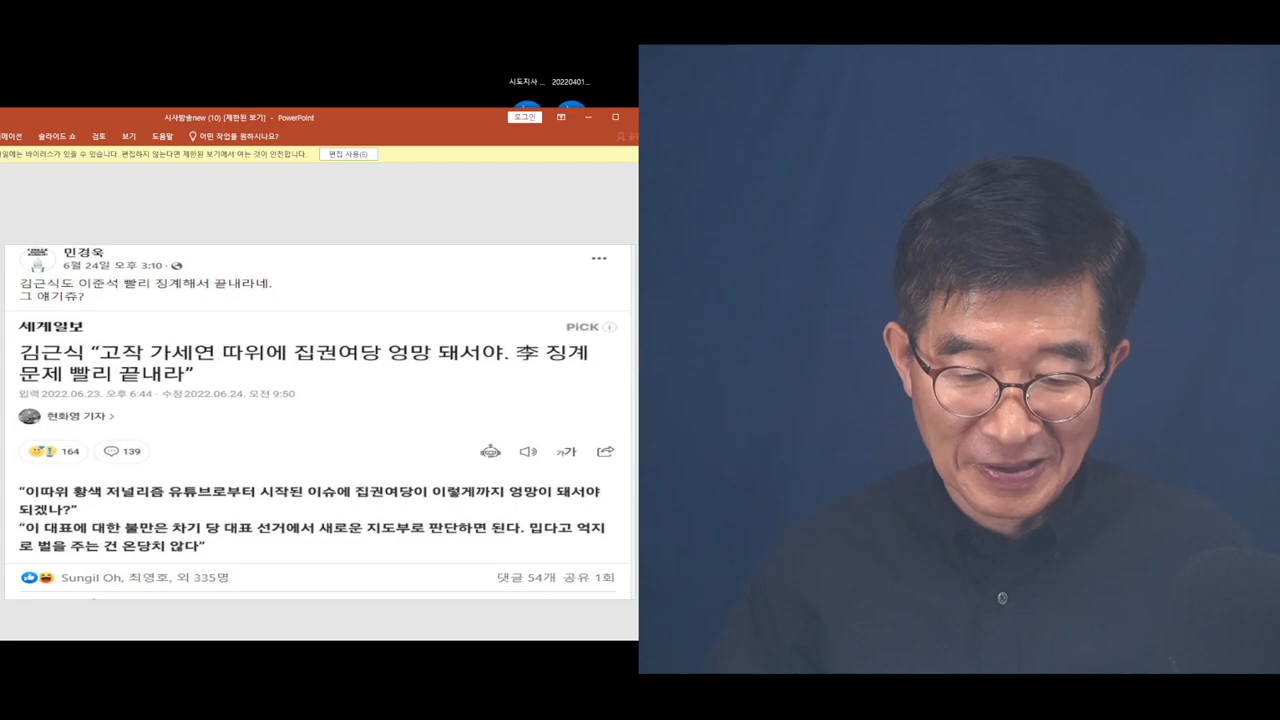 시도지사 ... 20220401...
시사방송new (10) [제한된 보기] - PowerPoint 로그인
메이션 슬라이드 쇼 검토 보기 도움말 어떤 작업을 원하시나요?
일에는 바이러스가 있을 수 있습니다. 편집하지 않는다면 제한된 보기에서 여는 것이 안전합니다. 편집 사용(E)
민경욱
6월 24일 오후 3:10 ·
김근식도 이준석 빨리 징계해서 끝내라네.
그 얘기쥬?
세계일보 PiCK
김근식 “고작 가세연 따위에 집권여당 엉망 돼서야. 李 징계
문제 빨리 끝내라”
입력 2022.06.23. 오후 6:44 · 수정 2022.06.24. 오전 9:50
현화영 기자 >
164 139 가가
“이따위 황색 저널리즘 유튜브로부터 시작된 이슈에 집권여당이 이렇게까지 엉망이 돼서야
되겠나?”
“이 대표에 대한 불만은 차기 당 대표 선거에서 새로운 지도부로 판단하면 된다. 밉다고 억지
로 벌을 주는 건 온당치 않다”
Sungil Oh, 최영호, 외 335명 댓글 54개 공유 1회